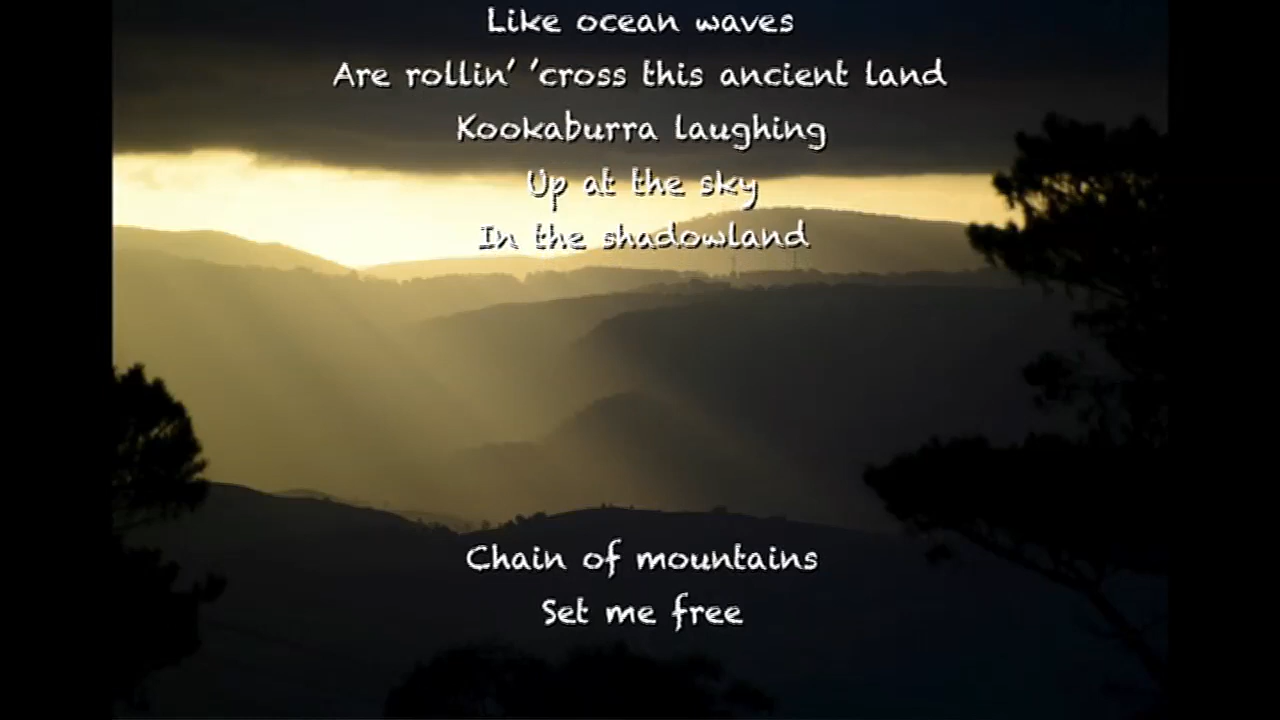 Like ocean waves
Are rollin' 'cross this ancient land
Kookaburra laughing
Up at the sky
In the shadowland
Chain of mountains
Set me free